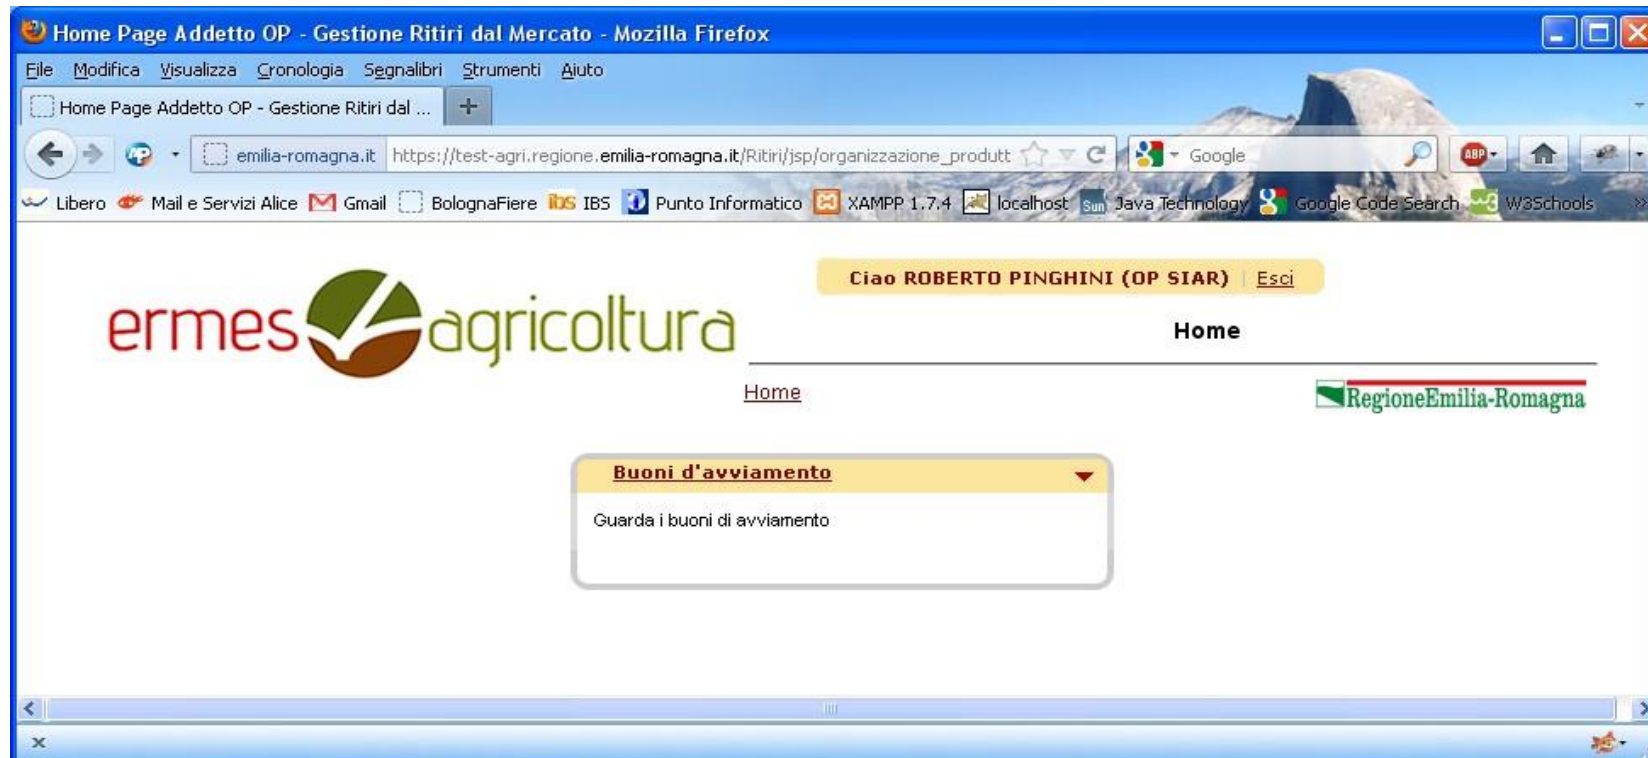 Home Page Addetto OP - Gestione Ritiri dal Mercato - Mozilla Firefox
File Modifica Visualizza Cronologia Segnalibri Strumenti Aiuto
Home Page Addetto OP - Gestione Ritiri dal ... +
emilia-romagna.it https://test-agri.regione.emilia-romagna.it/Ritiri/jsp/organizzazione_produtt Google ABP
Libero Mail e Servizi Alice Gmail BolognaFiere IBS IBS Punto Informatico XAMPP 1.7.4 localhost Sun Java Technology Google Code Search W3Schools »
Ciao ROBERTO PINGHINI (OP SIAR) | Esci
ermes agricoltura
Home
Home
RegioneEmilia-Romagna
Buoni d'avviamento
Guarda i buoni di avviamento
x